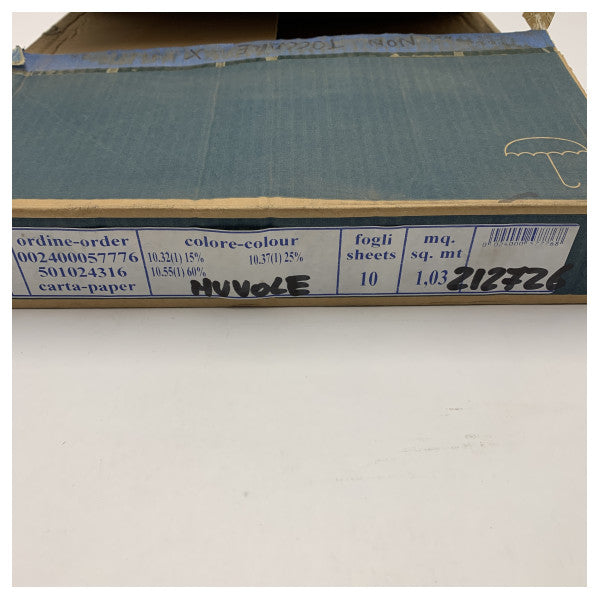 NON TOCCARE X
ordine-order
002400057776
501024316
carta-paper
colore-colour
10.32(1) 15% 10.37(1) 25%
10.55(1) 60%
NUVOLE
fogli
sheets
10
mq.
sq. mt
1,03
212726